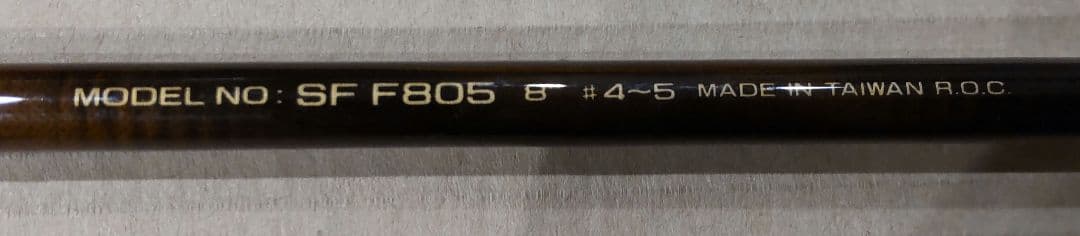 MODEL NO: SF F805 8' #4~5 MADE IN TAIWAN R.O.C.